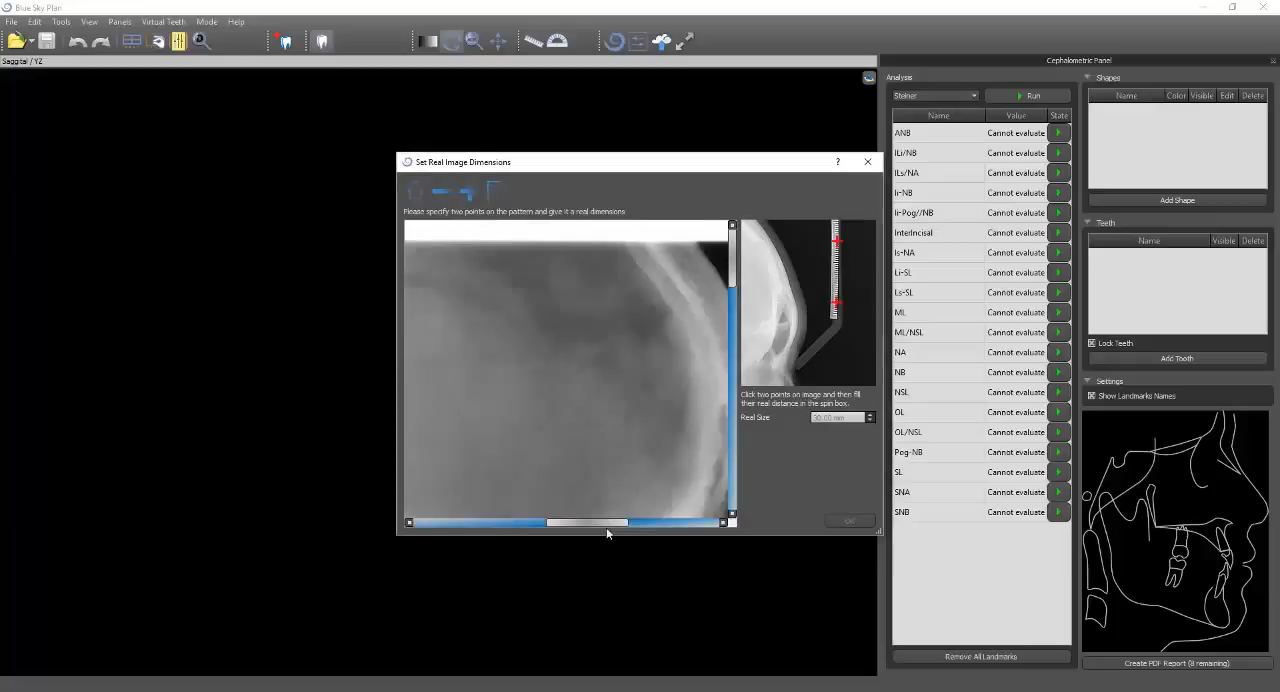 Blue Sky Plan
File Edit Tools View Panels Virtual Teeth Mode Help
Saggital / YZ
Cephalometric Panel
Set Real Image Dimensions
?
Please specify two points on the pattern and give it a real dimensions
Click two points on image and then fill
their real distance in the spin box.
Real Size 30.00 mm
Analysis
Steiner Run
Name Value State
ANB Cannot evaluate
ILi/NB Cannot evaluate
ILs/NA Cannot evaluate
Ii-NB Cannot evaluate
Ii-Pog//NB Cannot evaluate
InterIncisal Cannot evaluate
Is-NA Cannot evaluate
Li-SL Cannot evaluate
Ls-SL Cannot evaluate
ML Cannot evaluate
ML/NSL Cannot evaluate
NA Cannot evaluate
NB Cannot evaluate
NSL Cannot evaluate
OL Cannot evaluate
OL/NSL Cannot evaluate
Pog-NB Cannot evaluate
SL Cannot evaluate
SNA Cannot evaluate
SNB Cannot evaluate
Remove All Landmarks
Shapes
Name Color Visible Edit Delete
Add Shape
Teeth
Name Visible Delete
Lock Teeth
Add Tooth
Settings
Show Landmarks Names
Create PDF Report (8 remaining)